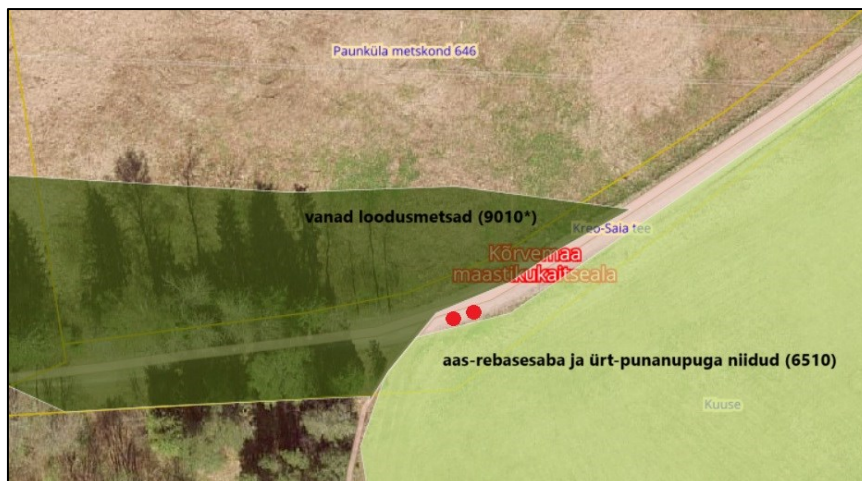 Paunküla metskond 646
vanad loodusmetsad (9010*)
Kreo-Saia tee
Kõrvemaa
maastikukaitseala
aas-rebasesaba ja ürt-punanupuga niidud (6510)
Kuuse